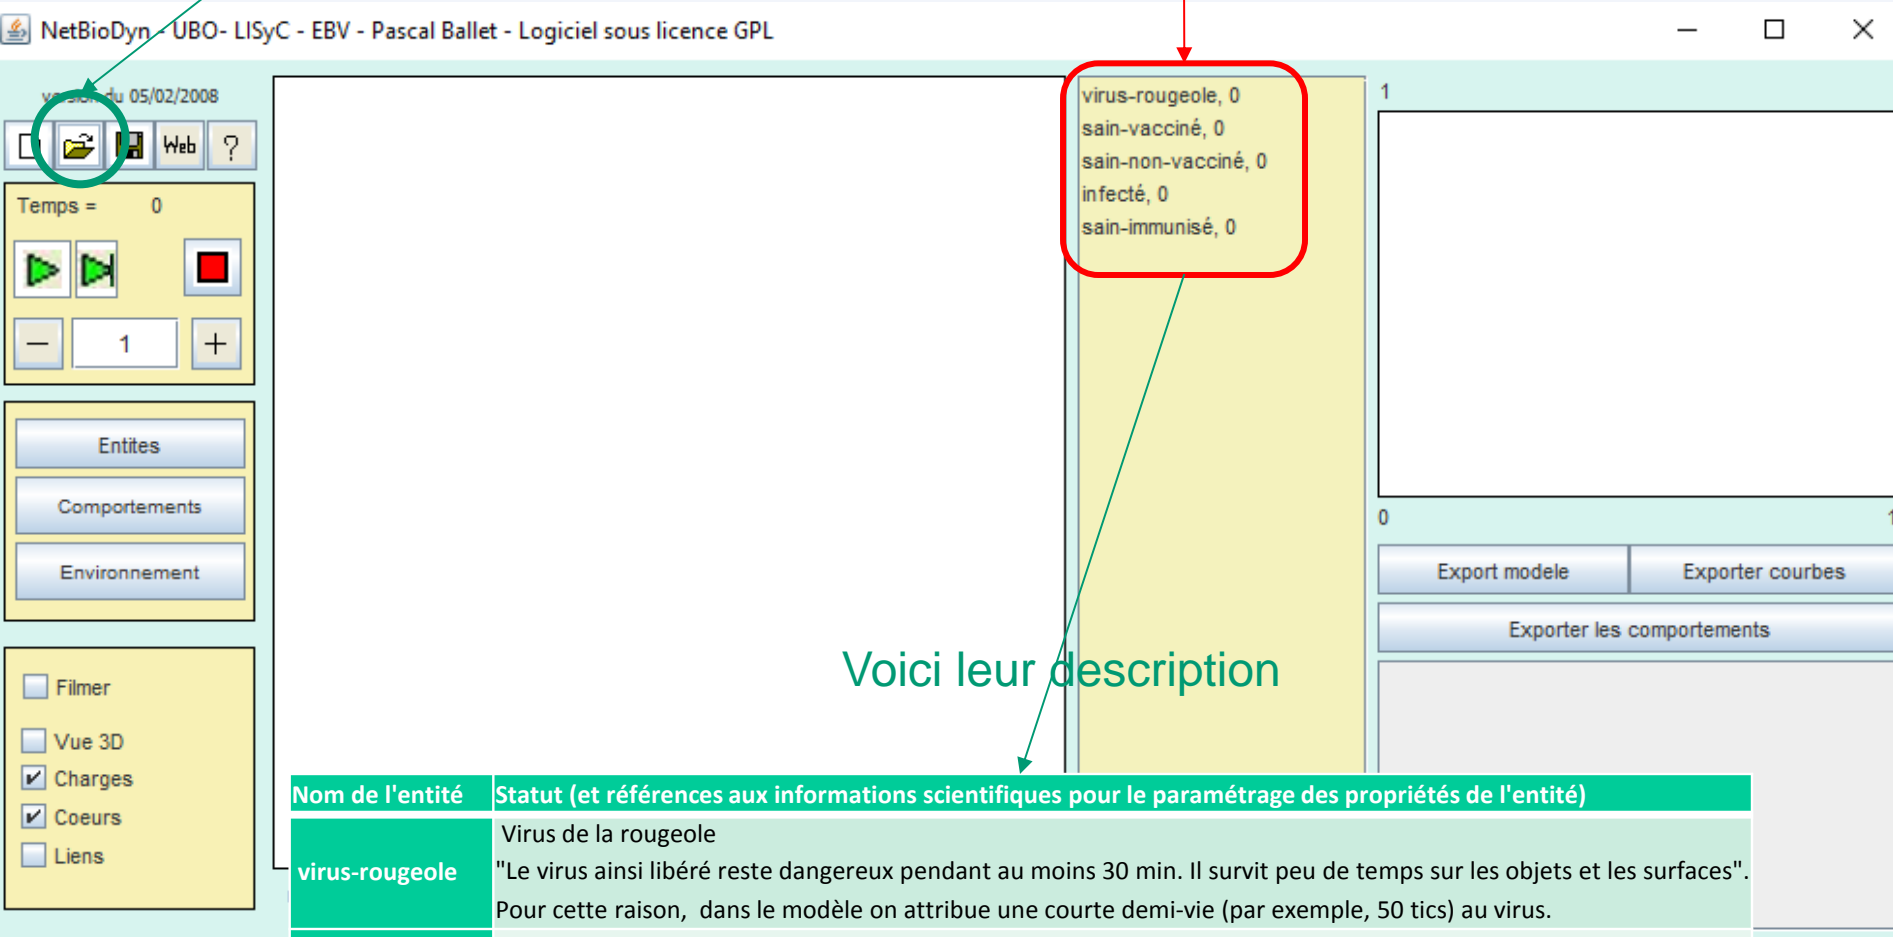 NetBioDyn - UBO- LISyC - EBV - Pascal Ballet - Logiciel sous licence GPL
version du 05/02/2008
Web ?
Temps = 0
1
Entites
Comportements
Environnement
Filmer
Vue 3D
Charges
Coeurs
Liens
virus-rougeole, 0
sain-vacciné, 0
sain-non-vacciné, 0
infecté, 0
sain-immunisé, 0
1
0 1
Export modele Exporter courbes
Exporter les comportements
Voici leur description
Nom de l'entité Statut (et références aux informations scientifiques pour le paramétrage des propriétés de l'entité)
virus-rougeole
Virus de la rougeole
"Le virus ainsi libéré reste dangereux pendant au moins 30 min. Il survit peu de temps sur les objets et les surfaces".
Pour cette raison, dans le modèle on attribue une courte demi-vie (par exemple, 50 tics) au virus.